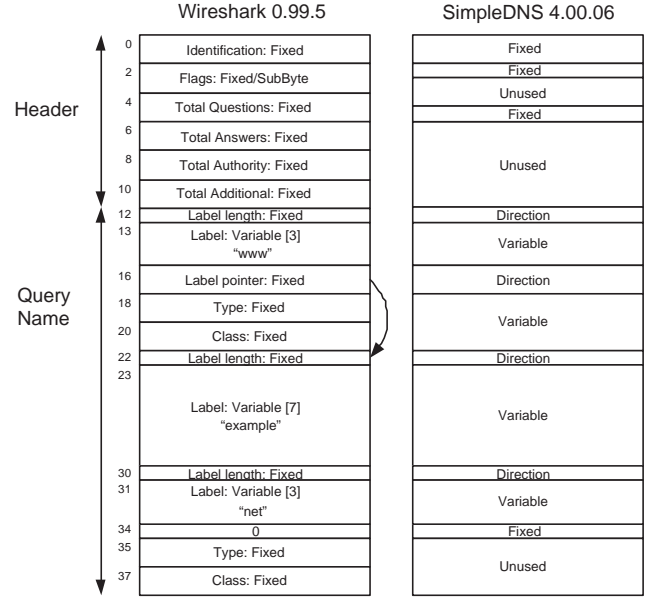 Wireshark 0.99.5
SimpleDNS 4.00.06
Header
Query
Name
0
Identification: Fixed
Fixed
2
Flags: Fixed/SubByte
Fixed
Unused
4
Total Questions: Fixed
Fixed
6
Total Answers: Fixed
8
Total Authority: Fixed
Unused
10
Total Additional: Fixed
12
Label length: Fixed
Direction
13
Label: Variable [3]
“www”
Variable
16
Label pointer: Fixed
Direction
18
Type: Fixed
Variable
20
Class: Fixed
22
Label length: Fixed
Direction
23
Label: Variable [7]
“example”
Variable
30
Label length: Fixed
Direction
31
Label: Variable [3]
“net”
Variable
34
0
Fixed
35
Type: Fixed
Unused
37
Class: Fixed